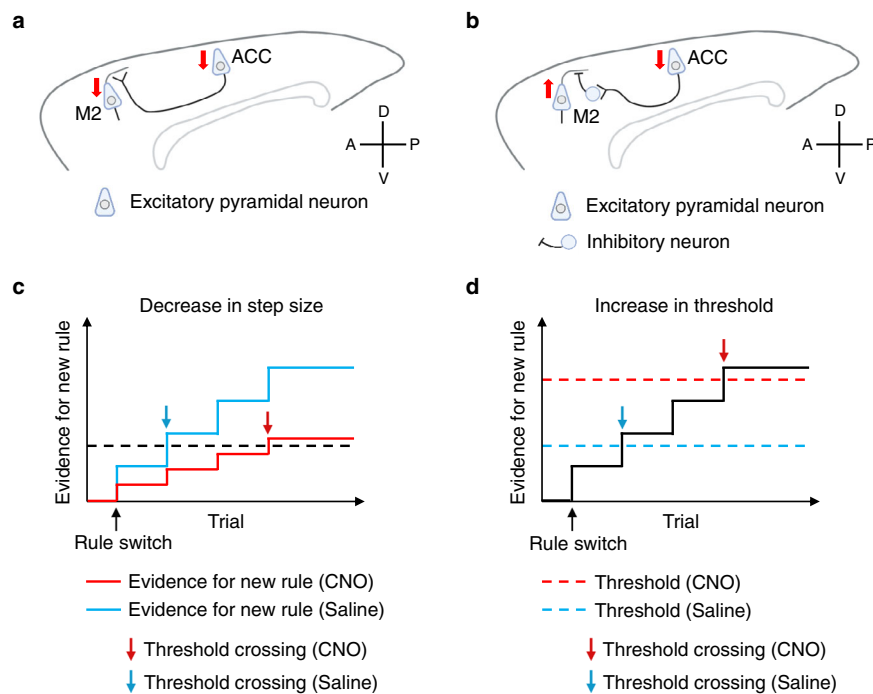 a
ACC
M2
D
A
P
V
Excitatory pyramidal neuron
b
ACC
M2
D
A
P
V
Excitatory pyramidal neuron
Inhibitory neuron
c
Decrease in step size
Evidence for new rule
Trial
Rule switch
Evidence for new rule (CNO)
Evidence for new rule (Saline)
Threshold crossing (CNO)
Threshold crossing (Saline)
d
Increase in threshold
Evidence for new rule
Trial
Rule switch
Threshold (CNO)
Threshold (Saline)
Threshold crossing (CNO)
Threshold crossing (Saline)